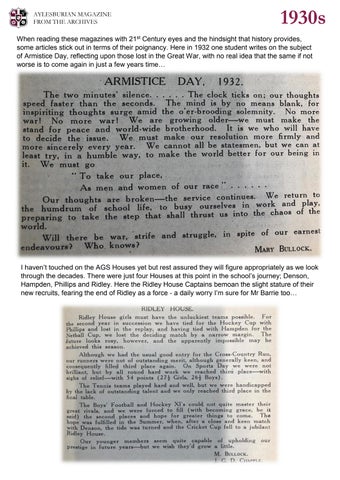 AYLESBURIAN MAGAZINE
FROM THE ARCHIVES
1930s
When reading these magazines with 21st Century eyes and the hindsight that history provides,
some articles stick out in terms of their poignancy. Here in 1932 one student writes on the subject
of Armistice Day, reflecting upon those lost in the Great War, with no real idea that the same if not
worse is to come again in just a few years time…
ARMISTICE DAY, 1932.
The two minutes' silence. . . . . . The clock ticks on; our thoughts
speed faster than the seconds. The mind is by no means blank, for
inspiriting thoughts surge amid the o'er-brooding solemnity. No more
war! No more war! We are growing older—we must make the
stand for peace and world-wide brotherhood. It is we who will have
to decide the issue. We must make our resolution more firmly and
more sincerely every year. We cannot all be statesmen, but we can at
least try, in a humble way, to make the world better for our being in
it. We must go
" To take our place,
As men and women of our race " . . . . . . .
Our thoughts are broken—the service continues. We return to
the humdrum of school life, to busy ourselves in work and play,
preparing to take the step that shall thrust us into the chaos of the
world.
Will there be war, strife and struggle, in spite of our earnest
endeavours? Who knows?
MARY BULLOCK.
I haven't touched on the AGS Houses yet but rest assured they will figure appropriately as we look
through the decades. There were just four Houses at this point in the school's journey; Denson,
Hampden, Phillips and Ridley. Here the Ridley House Captains bemoan the slight stature of their
new recruits, fearing the end of Ridley as a force - a daily worry I'm sure for Mr Barrie too…
RIDLEY HOUSE.
Ridley House girls must have the unluckiest teams possible. For
the second year in succession we have tied for the Hockey Cup with
Phillips and lost in the replay, and having tied with Hampden for the
Netball Cup, we lost the deciding match by a narrow margin. The
future looks rosy, however, and the apparently impossible may be
achieved this season.
Although we had the usual good entry for the Cross-Country Run,
our runners were not of outstanding merit, although generally keen, and
consequently filled third place again. On Sports Day we were not
brilliant, but by all round hard work we reached third place—with
sighs of relief!—with 54 points (27½ Girls, 26½ Boys).
The Tennis teams played hard and well, but we were handicapped
by the lack of outstanding talent and we only reached third place in the
final table.
The Boys' Football and Hockey XI's could not quite master their
great rivals, and we were forced to fill (with becoming grace, be it
said) the second places and hope for greater things to come. The
hope was fulfilled in the Summer, when, after a close and keen match
with Denson, the tide was turned and the Cricket Cup fell to a jubilant
Ridley House.
Our younger members seem quite capable of upholding our
prestige in future years—but we wish they'd grow a little.
M. BULLOCK.
J. G. D.